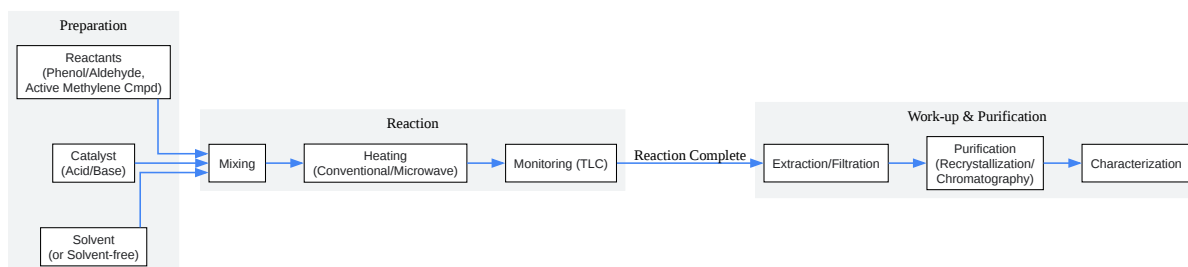 Preparation
Reactants
(Phenol/Aldehyde,
Active Methylene Cmpd)
Catalyst
(Acid/Base)
Solvent
(or Solvent-free)
Reaction
Mixing
Heating
(Conventional/Microwave)
Monitoring (TLC)
Reaction Complete
Work-up & Purification
Extraction/Filtration
Purification
(Recrystallization/
Chromatography)
Characterization